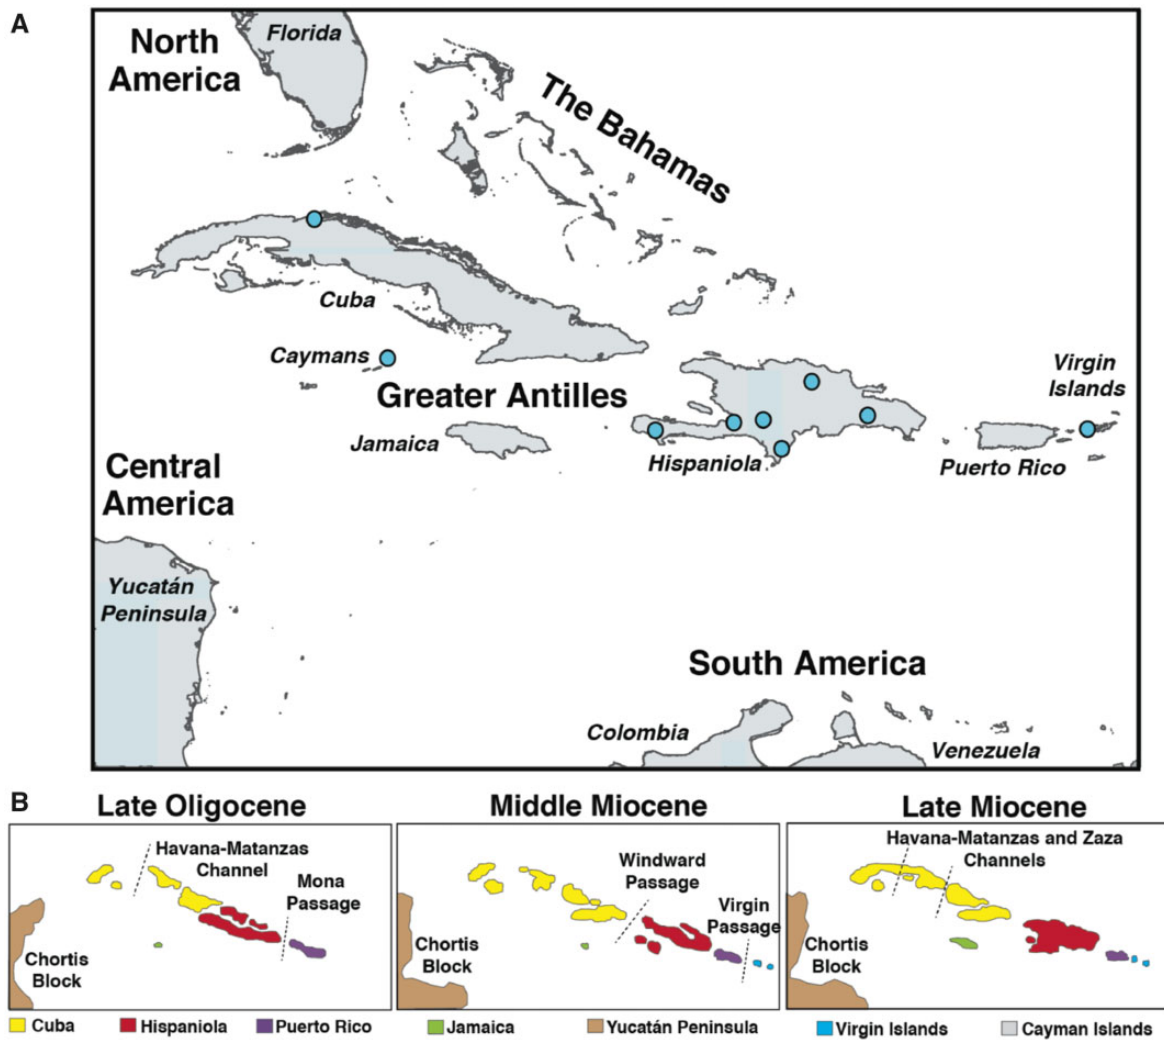 A
North
America
Florida
The Bahamas
Cuba
Caymans
Greater Antilles
Virgin
Islands
Jamaica
Hispaniola
Puerto Rico
Central
America
Yucatán
Peninsula
South America
Colombia
Venezuela
B
Late Oligocene
Middle Miocene
Late Miocene
Havana-Matanzas
Channel
Mona
Passage
Chortis
Block
Windward
Passage
Virgin
Passage
Chortis
Block
Havana-Matanzas and Zaza
Channels
Chortis
Block
Cuba
Hispaniola
Puerto Rico
Jamaica
Yucatán Peninsula
Virgin Islands
Cayman Islands